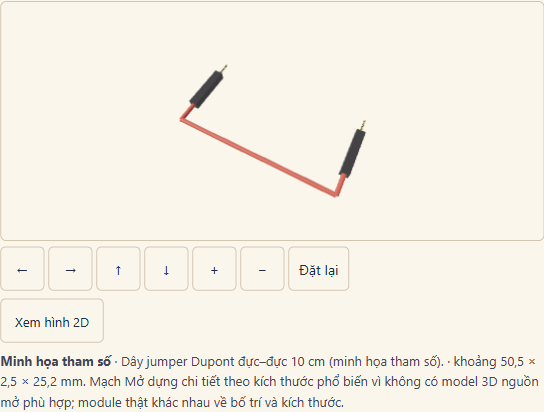 ← → ↑ ↓ + − Đặt lại
Xem hình 2D
Minh họa tham số · Dây jumper Dupont đực–đực 10 cm (minh họa tham số). · khoảng 50,5 ×
2,5 × 25,2 mm. Mạch Mở dựng chi tiết theo kích thước phổ biến vì không có model 3D nguồn
mở phù hợp; module thật khác nhau về bố trí và kích thước.